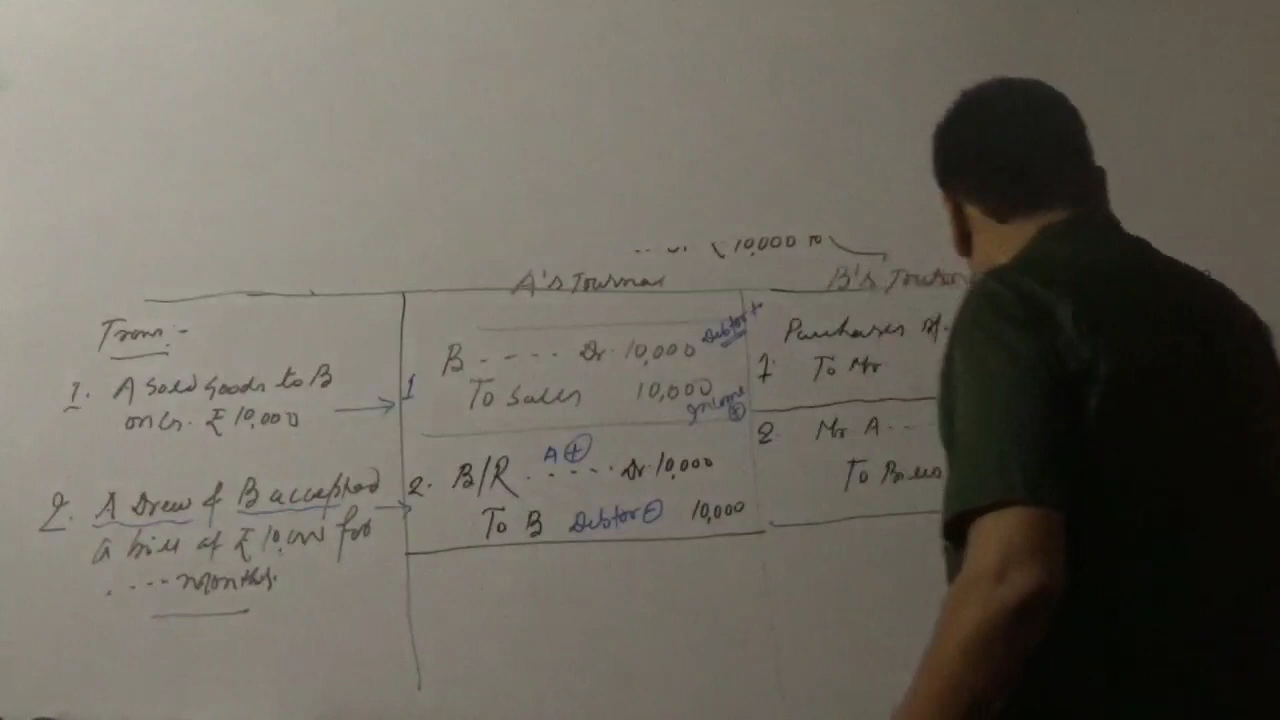 (10,000
A's Journal
B's Journ
Trans:-
1. A sold goods to B
on cr. ₹ 10,000
2. A Drew & B accepted
a bill of ₹ 10,000 for
.... months.
1 B - - - - Dr. 10,000 Debtor +
To Sales 10,000
Income +
2. B/R A + ..... Dr. 10,000
To B Debtor - 10,000
1. Purchases A
To Mr
2 Mr A ...
To Bills